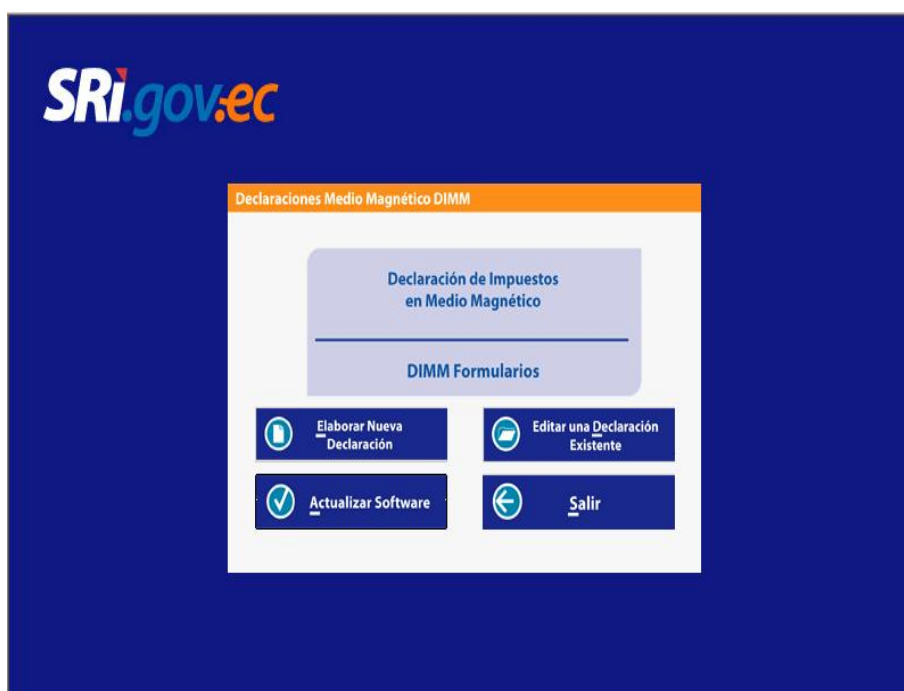 SRi.gov.ec
Declaraciones Medio Magnético DIMM
Declaración de Impuestos
en Medio Magnético
DIMM Formularios
Elaborar Nueva
Declaración
Editar una Declaración
Existente
Actualizar Software
Salir